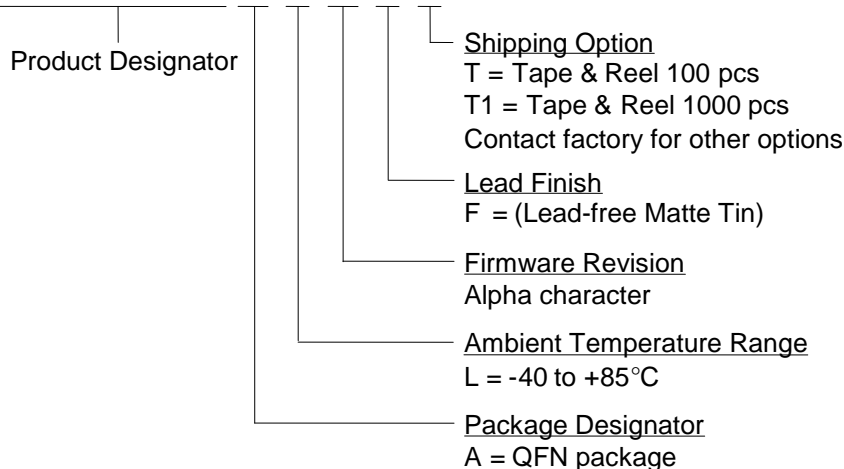 Product Designator
Shipping Option
T = Tape & Reel 100 pcs
T1 = Tape & Reel 1000 pcs
Contact factory for other options
Lead Finish
F = (Lead-free Matte Tin)
Firmware Revision
Alpha character
Ambient Temperature Range
L = -40 to +85°C
Package Designator
A = QFN package